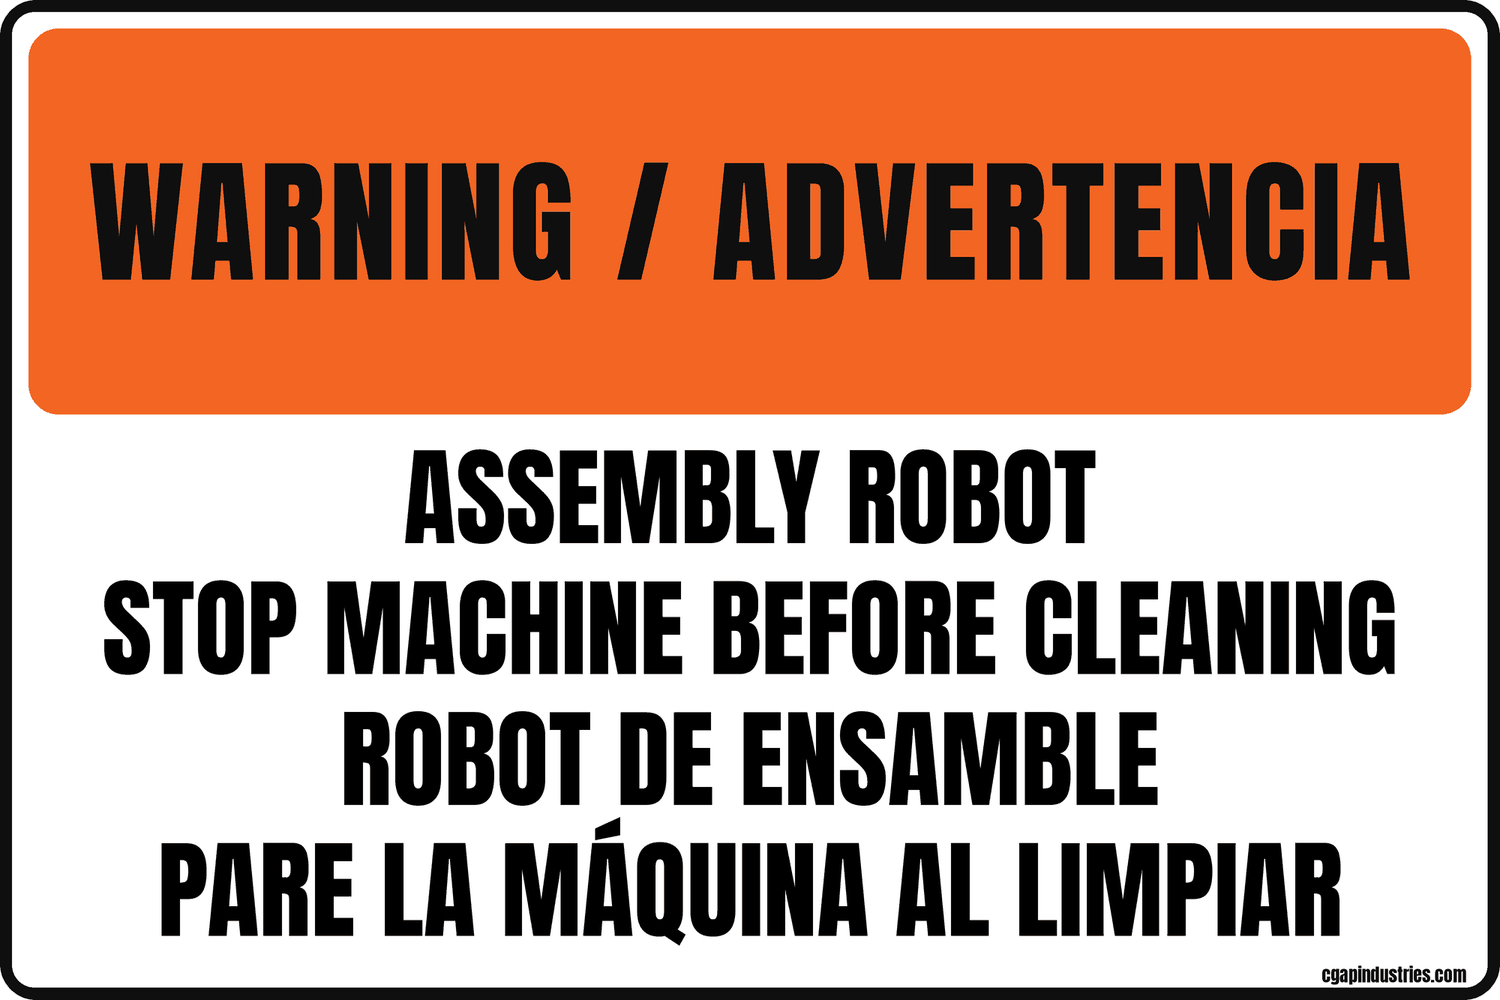 WARNING / ADVERTENCIA
ASSEMBLY ROBOT
STOP MACHINE BEFORE CLEANING
ROBOT DE ENSAMBLE
PARE LA MÁQUINA AL LIMPIAR
cgapindustries.com